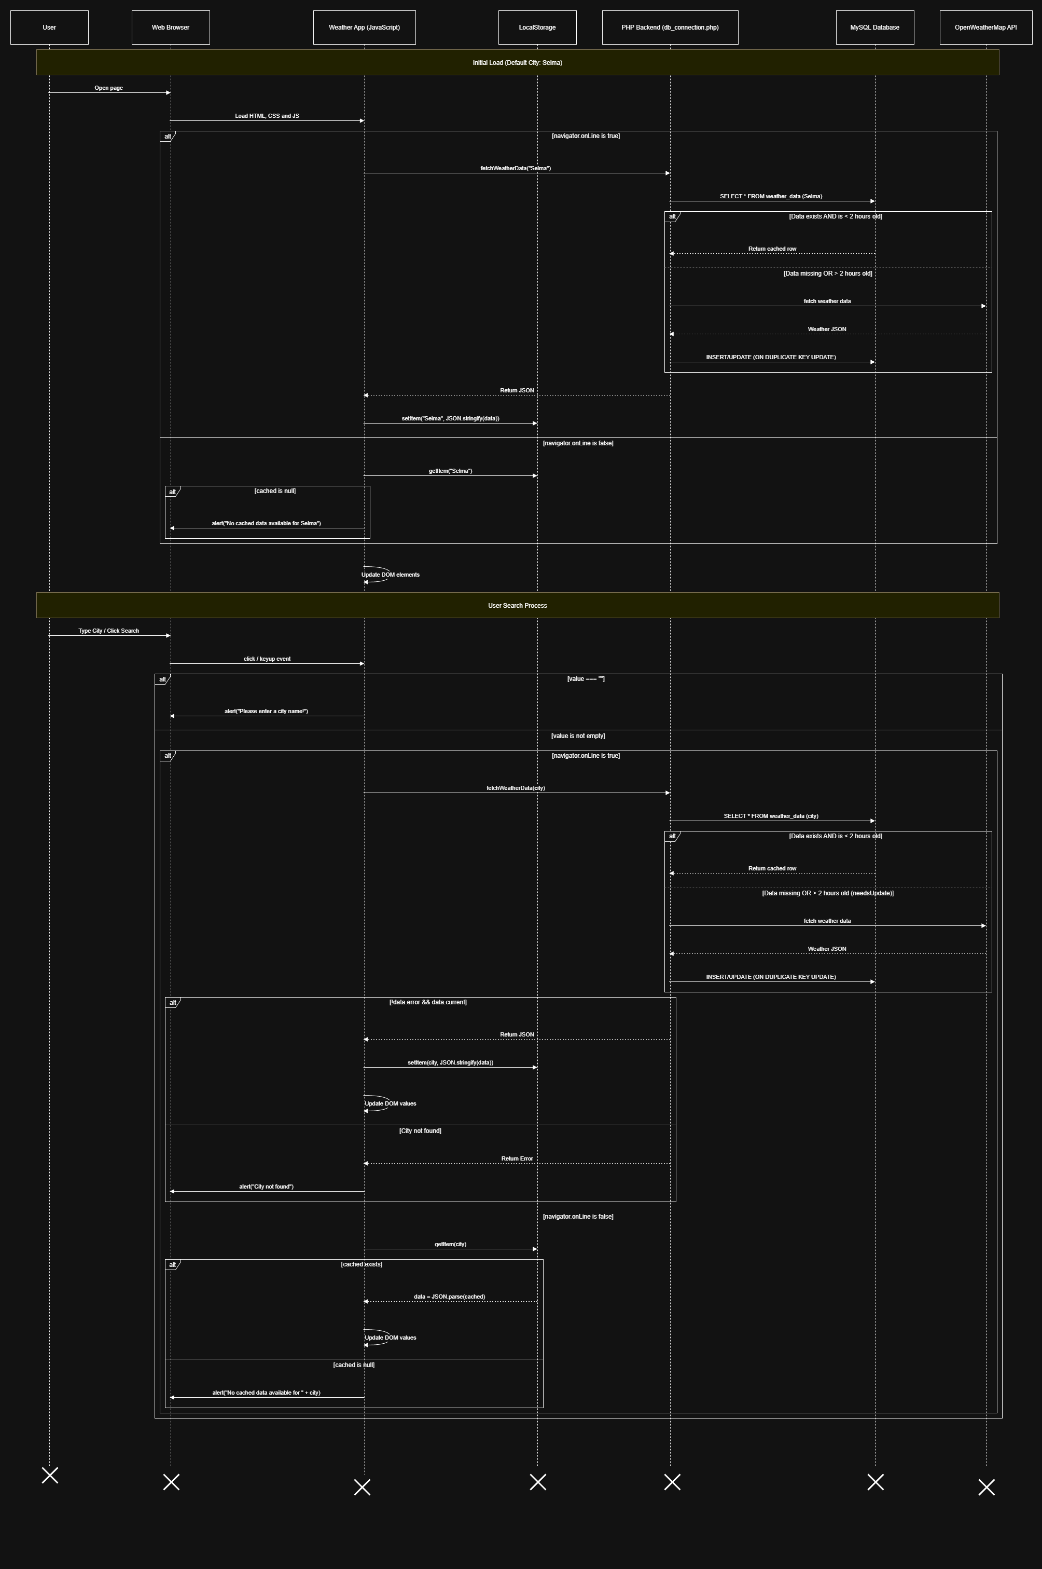 User
Web Browser
Weather App (JavaScript)
LocalStorage
PHP Backend (db_connection.php)
MySQL Database
OpenWeatherMap API
Initial Load (Default City: Selma)
Open page
Load HTML, CSS and JS
alt
[navigator.onLine is true]
fetchWeatherData("Selma")
SELECT * FROM weather_data (Selma)
alt
[Data exists AND is < 2 hours old]
Return cached row
[Data missing OR > 2 hours old]
fetch weather data
Weather JSON
INSERT/UPDATE (ON DUPLICATE KEY UPDATE)
Return JSON
setItem("Selma", JSON.stringify(data))
[navigator.onLine is false]
getItem("Selma")
alt
[cached is null]
alert("No cached data available for Selma")
Update DOM elements
User Search Process
Type City / Click Search
click / keyup event
alt
[value === ""]
alert("Please enter a city name!")
[value is not empty]
alt
[navigator.onLine is true]
fetchWeatherData(city)
SELECT * FROM weather_data (city)
alt
[Data exists AND is < 2 hours old]
Return cached row
[Data missing OR > 2 hours old (needsUpdate)]
fetch weather data
Weather JSON
INSERT/UPDATE (ON DUPLICATE KEY UPDATE)
alt
[!data.error && data.current]
Return JSON
setItem(city, JSON.stringify(data))
Update DOM values
[City not found]
Return Error
alert("City not found")
[navigator.onLine is false]
getItem(city)
alt
[cached exists]
data = JSON.parse(cached)
Update DOM values
[cached is null]
alert("No cached data available for " + city)